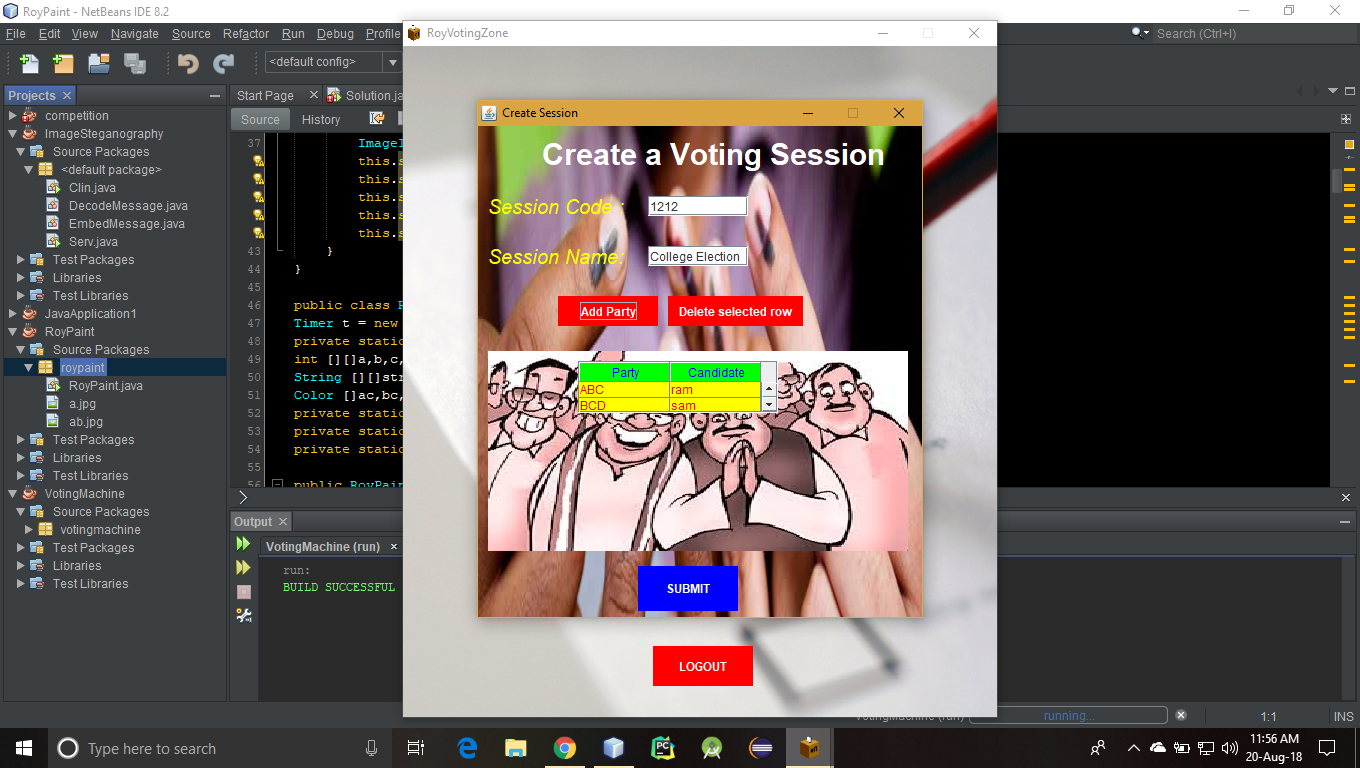 RoyPaint - NetBeans IDE 8.2
File Edit View Navigate Source Refactor Run Debug Profile
Search (Ctrl+I)
<default config>
Projects
competition
ImageSteganography
Source Packages
<default package>
Clin.java
DecodeMessage.java
EmbedMessage.java
Serv.java
Test Packages
Libraries
Test Libraries
JavaApplication1
RoyPaint
Source Packages
roypaint
RoyPaint.java
a.jpg
ab.jpg
Test Packages
Libraries
Test Libraries
VotingMachine
Source Packages
votingmachine
Test Packages
Libraries
Test Libraries
Start Page Solution.ja
Source History
37
this.
this.
this.
this.
43 }
44 }
45
46 public class
47 Timer t = new
48 private static
49 int [][]a,b,c,
50 String [][]str
51 Color []ac,bc,
52 private static
53 private static
54 private static
55
56 public RoyPai
Output
VotingMachine (run)
run:
BUILD SUCCESSFUL
RoyVotingZone
Create Session
Create a Voting Session
Session Code : 1212
Session Name: College Election
Add Party Delete selected row
Party Candidate
ABC ram
BCD sam
SUBMIT
LOGOUT
VotingMachine (run) running...
1:1 INS
Type here to search
PC
11:56 AM
20-Aug-18